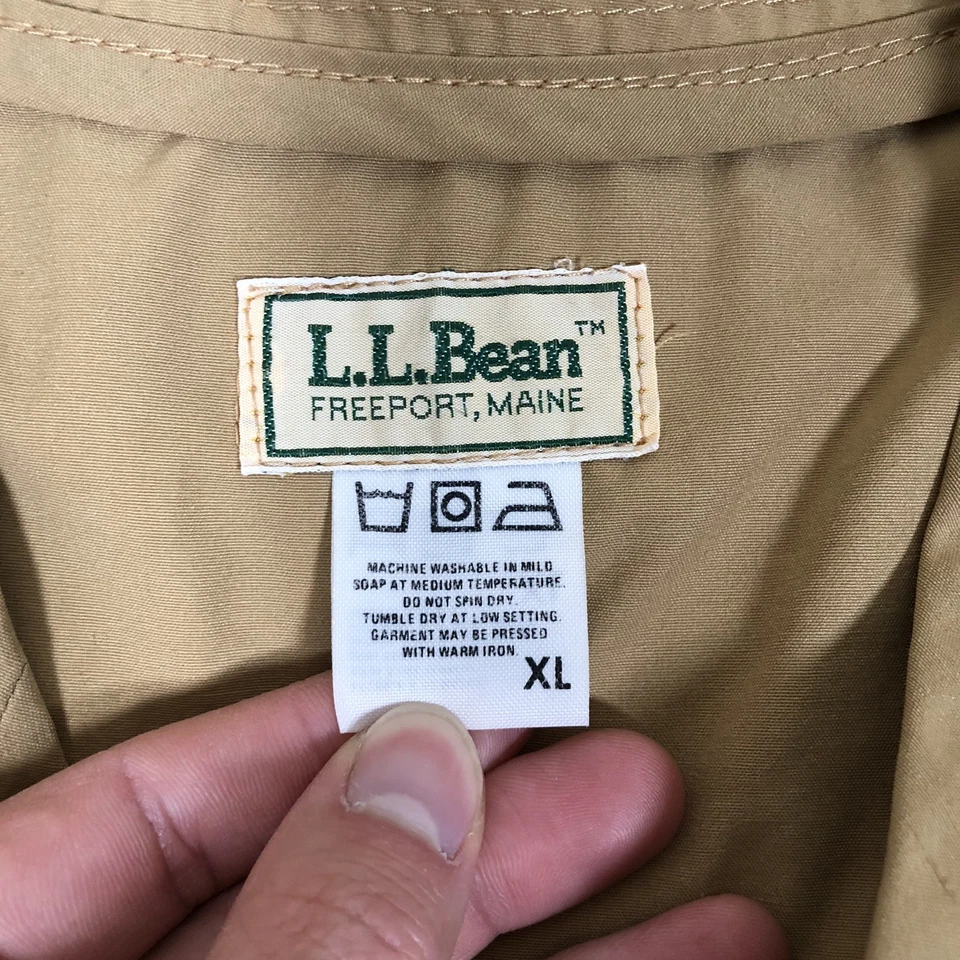 L.L.Bean™
FREEPORT, MAINE
MACHINE WASHABLE IN MILD
SOAP AT MEDIUM TEMPERATURE.
DO NOT SPIN DRY.
TUMBLE DRY AT LOW SETTING.
GARMENT MAY BE PRESSED
WITH WARM IRON.
XL